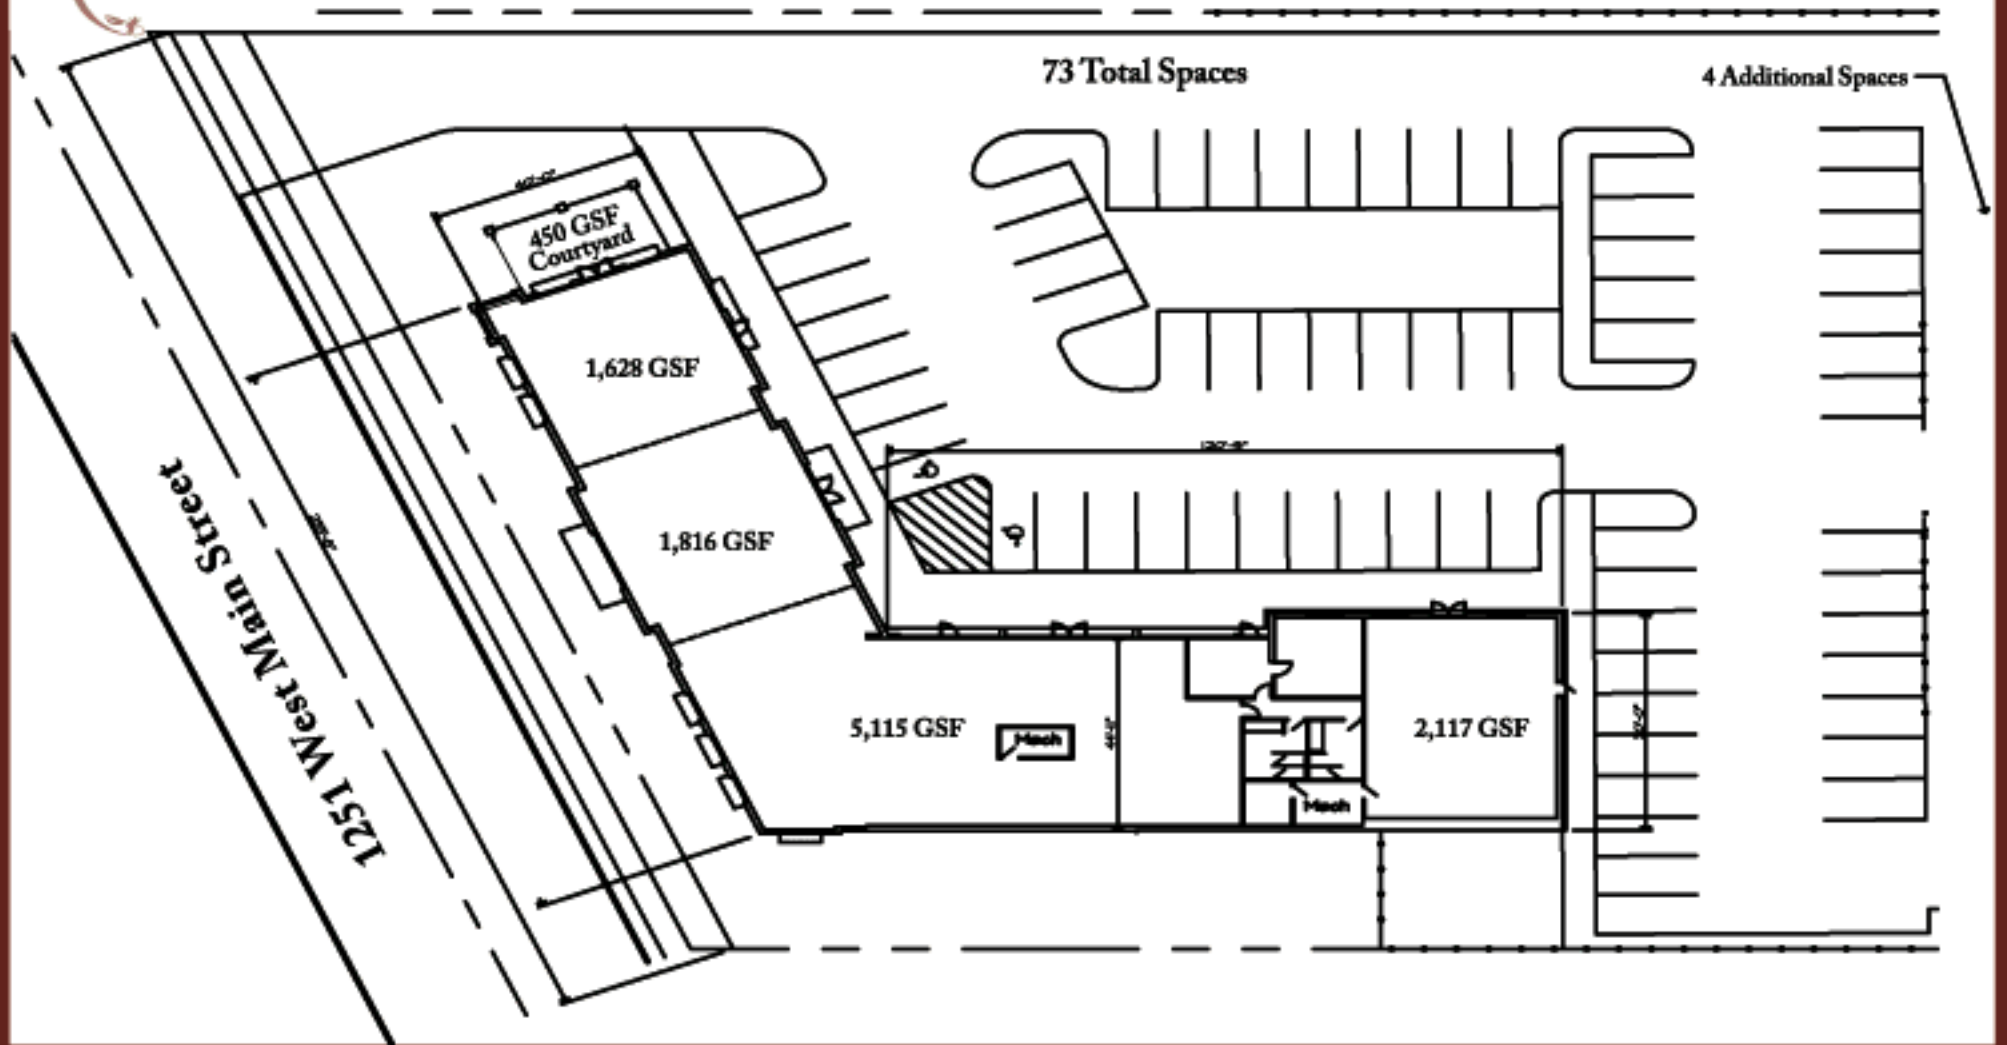 73 Total Spaces
4 Additional Spaces
450 GSF
Courtyard
1,628 GSF
1,816 GSF
5,115 GSF
Mech
2,117 GSF
Mech
1251 West Main Street